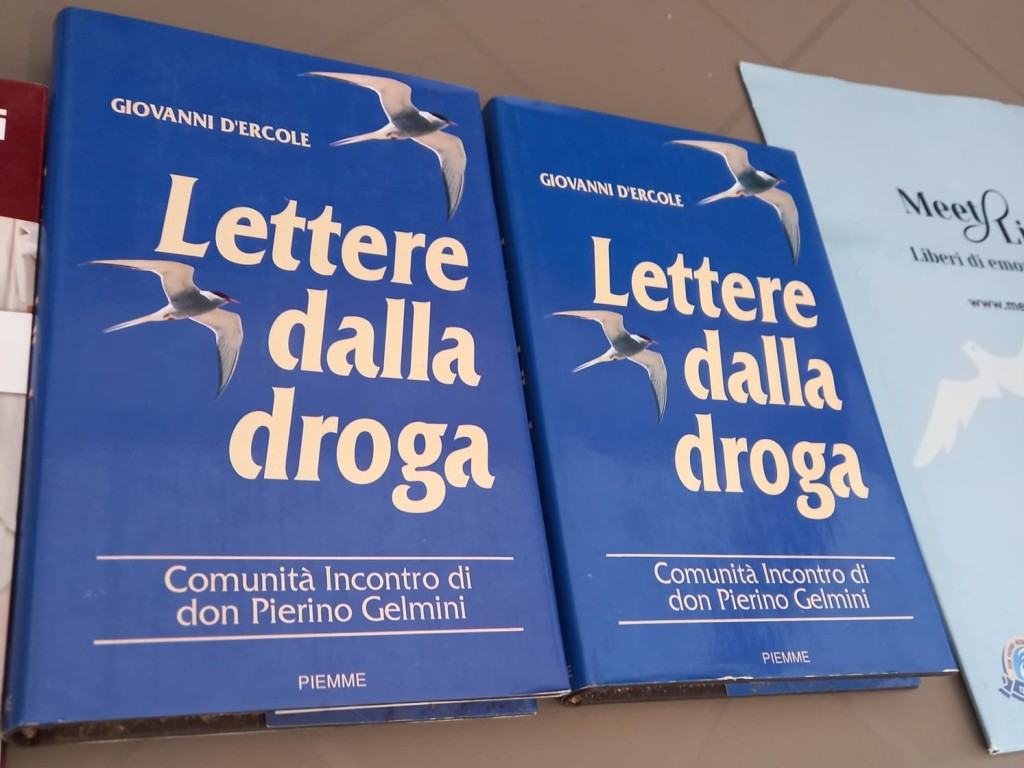 GIOVANNI D'ERCOLE
Lettere
dalla
droga
Comunità Incontro di
don Pierino Gelmini
PIEMME
GIOVANNI D'ERCOLE
Lettere
dalla
droga
Comunità Incontro di
don Pierino Gelmini
PIEMME
Meet
Liberi di